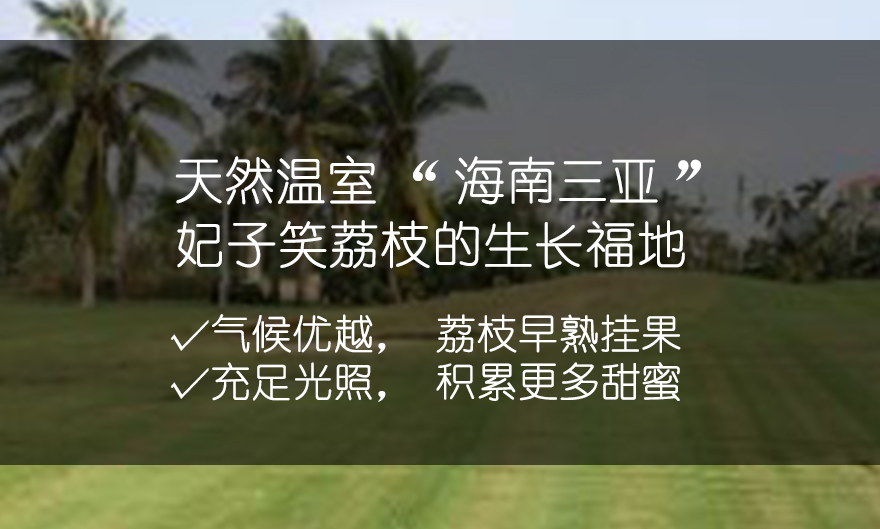 天然温室 “ 海南三亚 ”
妃子笑荔枝的生长福地
✓气候优越， 荔枝早熟挂果
✓充足光照， 积累更多甜蜜